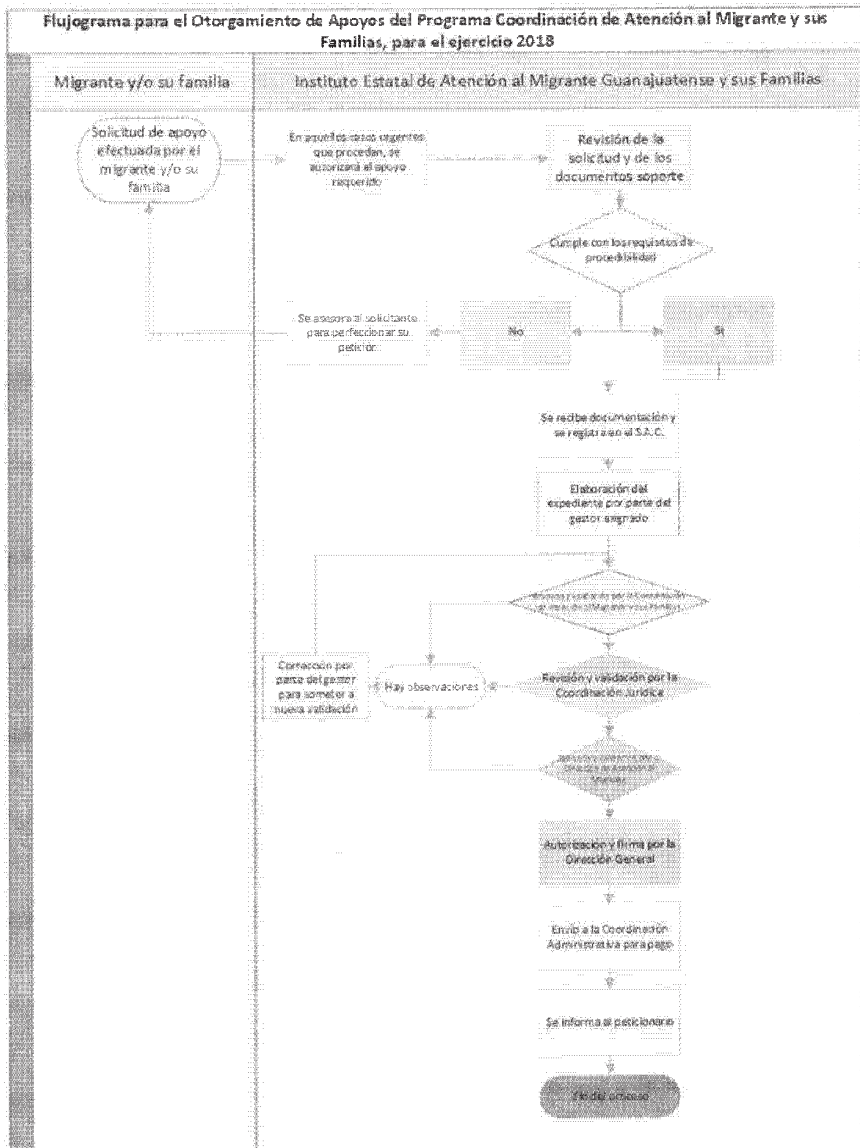 Flujograma para el Otorgamiento de Apoyos del Programa Coordinación de Atención al Migrante y sus
Familias, para el ejercicio 2018
Migrante y/o su familia
Instituto Estatal de Atención al Migrante Guanajuatense y sus Familias
Solicitud de apoyo
efectuada por el
migrante y/o su
familia
En aquellos casos urgentes
que procedan, se
autorizará el apoyo
requerido
Revisión de la
solicitud y de los
documentos soporte
Cumple con los requisitos de
procedibilidad
Se asesora al solicitante
para perfeccionar su
petición
No
Si
Se recibe documentación y
se registra en el S.A.C.
Elaboración del
expediente por parte del
gestor asignado
Corrección por
parte del gestor
para someter a
nueva validación
Hay observaciones
Revisión y validación por la
Coordinación Jurídica
Autorización y firma por la
Dirección General
Envío a la Coordinación
Administrativa para pago
Se informa al peticionario
Fin del proceso